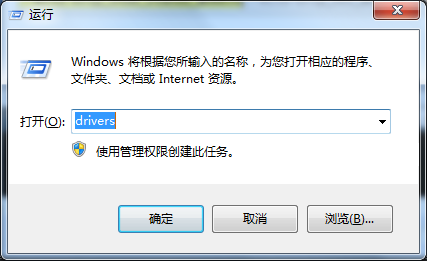 运行
Windows 将根据您所输入的名称，为您打开相应的程序、
文件夹、文档或 Internet 资源。
打开(O): drivers
使用管理权限创建此任务。
确定 取消 浏览(B)...